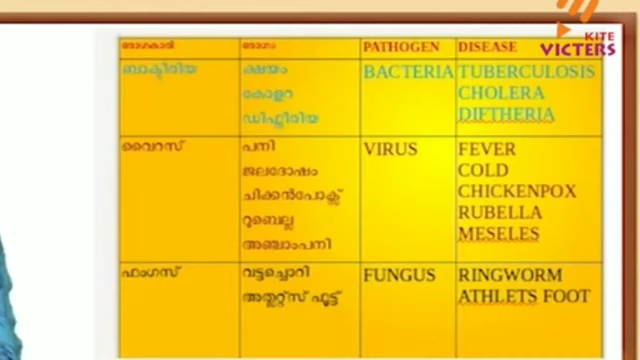 KITE
VICTERS
രോഗകാരി രോഗം PATHOGEN DISEASE
ബാക്ടീരിയ ക്ഷയം BACTERIA TUBERCULOSIS
കോളറ CHOLERA
ഡിഫ്തീരിയ DIFTHERIA
വൈറസ് പനി VIRUS FEVER
ജലദോഷം COLD
ചിക്കൻപോക്സ് CHICKENPOX
റുബെല്ല RUBELLA
അഞ്ചാംപനി MESELES
ഫംഗസ് വട്ടച്ചൊറി FUNGUS RINGWORM
അത്ലറ്റ്സ് ഫൂട്ട് ATHLETS FOOT